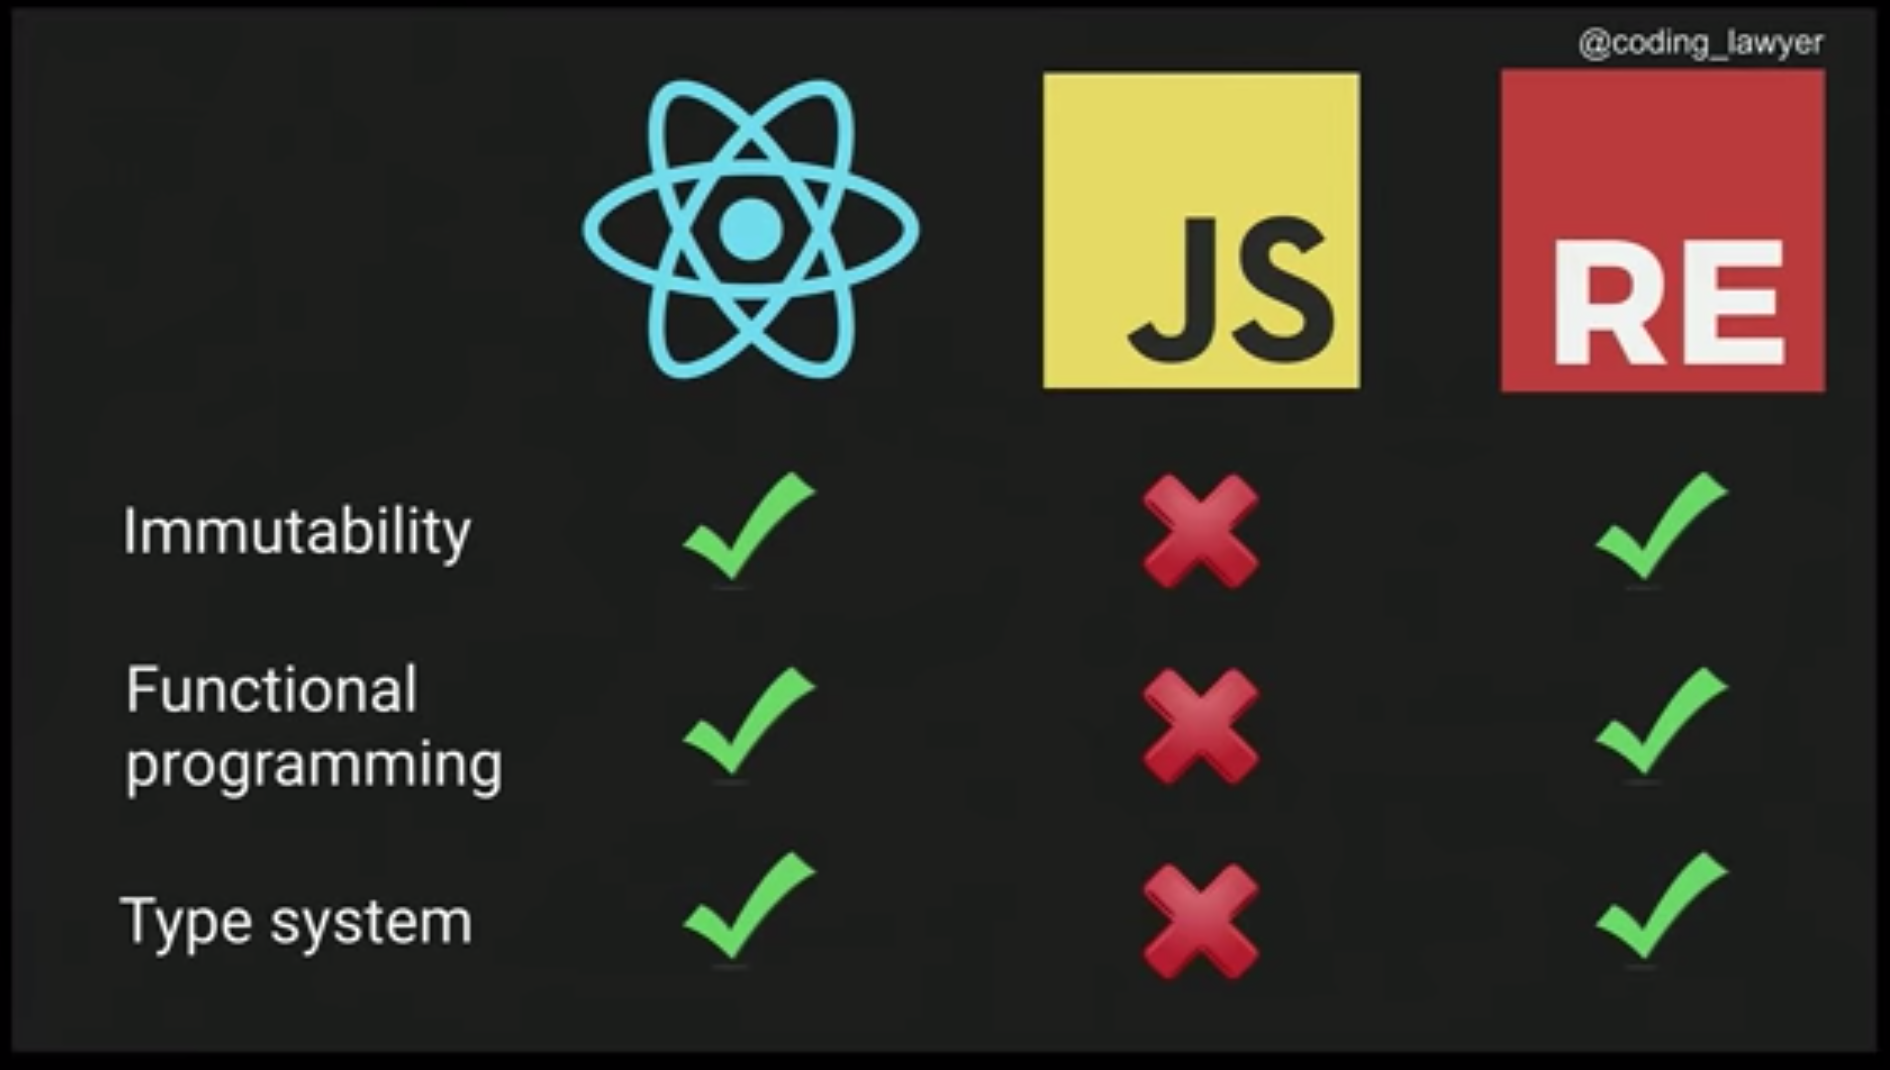 @coding_lawyer
JS
RE
Immutability
Functional
programming
Type system